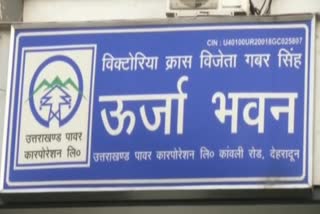 CIN : U40100UR2001SGC025867
विक्टोरिया क्रास विजेता गबर सिंह
ऊर्जा भवन
उत्तराखण्ड पावर
कारपोरेशन लि०
उत्तराखण्ड पावर कारपोरेशन लि० कांवली रोड, देहरादून